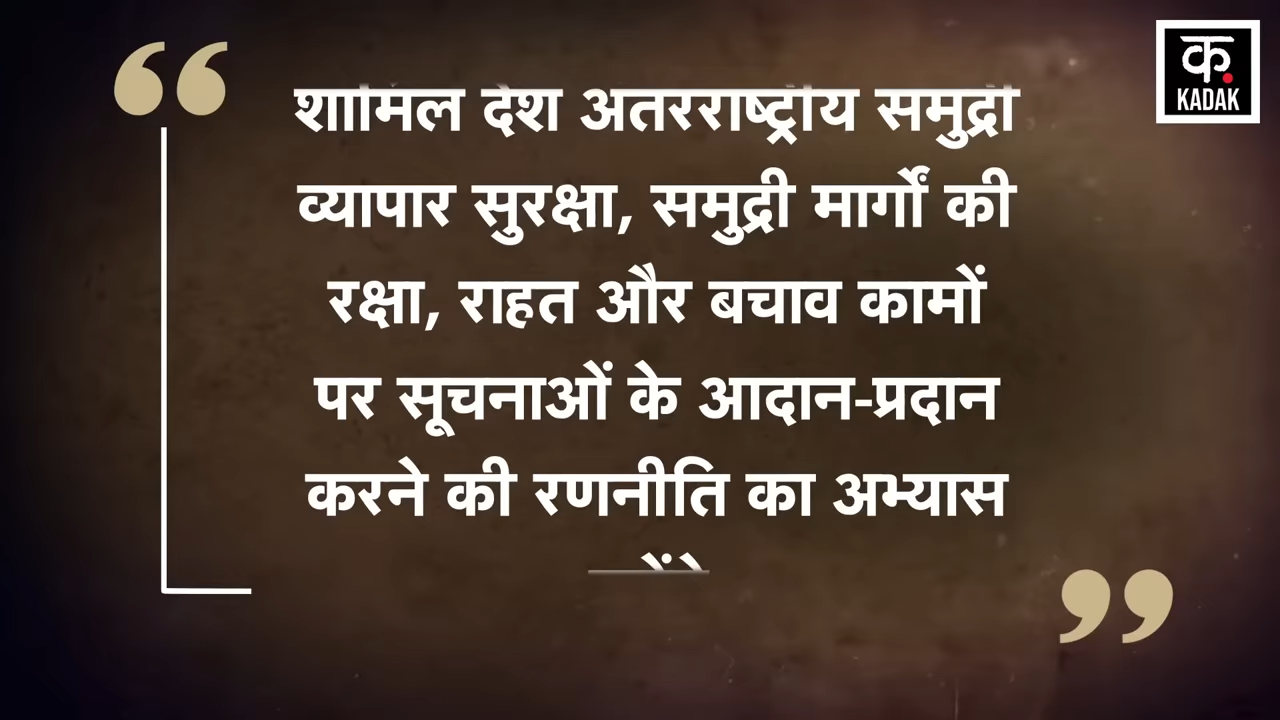 शामिल देश अंतरराष्ट्रीय समुद्री
व्यापार सुरक्षा, समुद्री मार्गों की
रक्षा, राहत और बचाव कामों
पर सूचनाओं के आदान-प्रदान
करने की रणनीति का अभ्यास
क.
KADAK